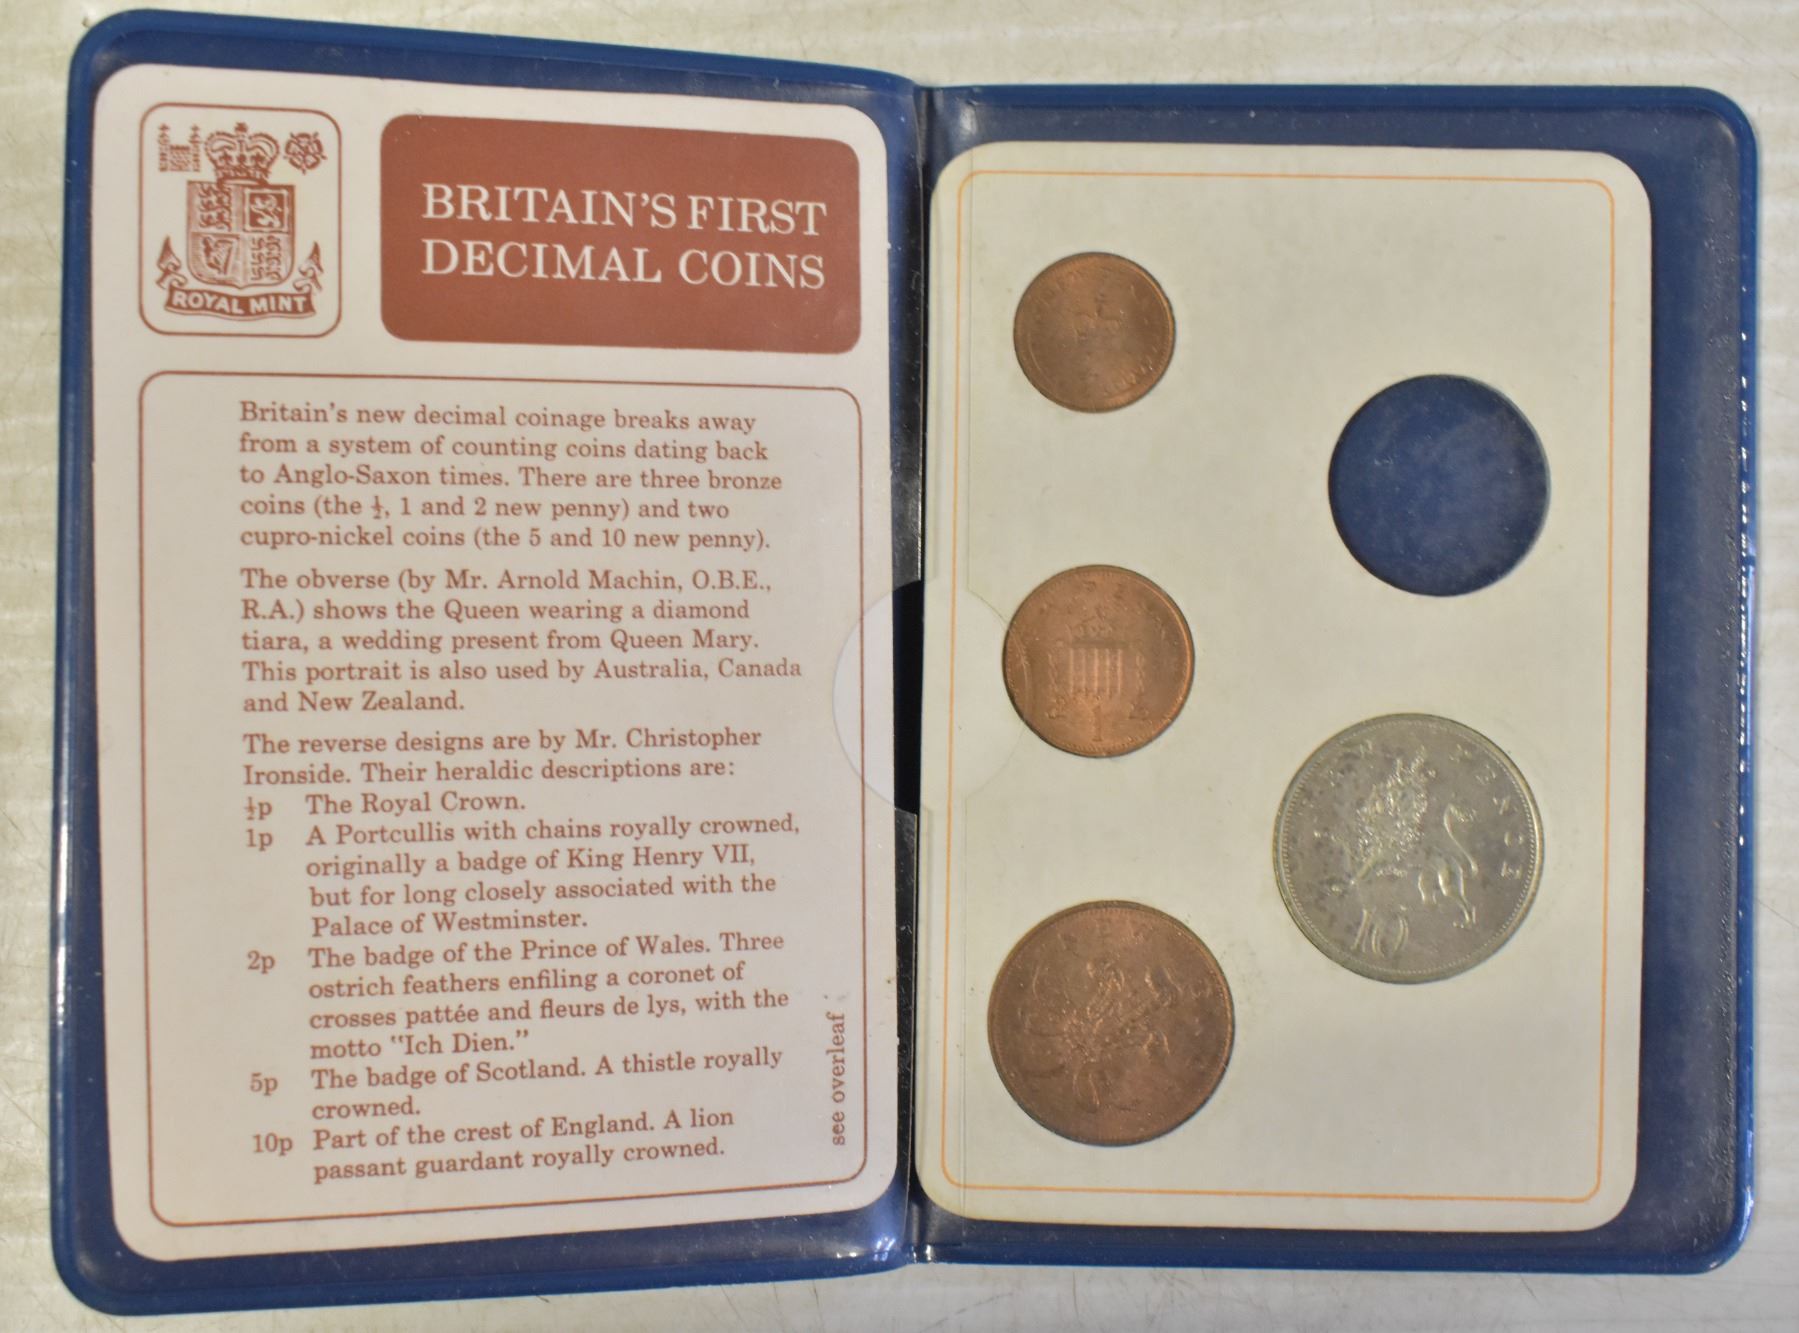 ROYAL MINT
BRITAIN'S FIRST
DECIMAL COINS
Britain's new decimal coinage breaks away
from a system of counting coins dating back
to Anglo-Saxon times. There are three bronze
coins (the ½, 1 and 2 new penny) and two
cupro-nickel coins (the 5 and 10 new penny).
The obverse (by Mr. Arnold Machin, O.B.E.,
R.A.) shows the Queen wearing a diamond
tiara, a wedding present from Queen Mary.
This portrait is also used by Australia, Canada
and New Zealand.
The reverse designs are by Mr. Christopher
Ironside. Their heraldic descriptions are:
½p The Royal Crown.
1p A Portcullis with chains royally crowned,
originally a badge of King Henry VII,
but for long closely associated with the
Palace of Westminster.
2p The badge of the Prince of Wales. Three
ostrich feathers enfiling a coronet of
crosses pattée and fleurs de lys, with the
motto "Ich Dien."
5p The badge of Scotland. A thistle royally
crowned.
10p Part of the crest of England. A lion
passant guardant royally crowned.
see overleaf
1
PENCE
10